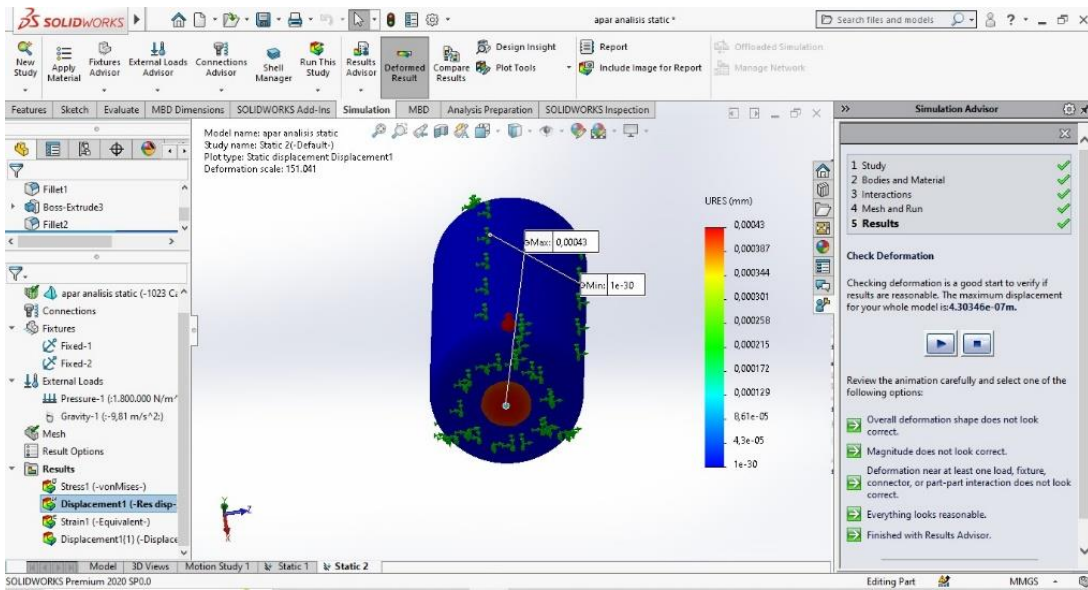 SOLIDWORKS
apar analisis static *
Search files and models
New Study
Apply Material
Fixtures Advisor
External Loads Advisor
Connections Advisor
Shell Manager
Run This Study
Results Advisor
Deformed Result
Compare Results
Design Insight
Plot Tools
Report
Include Image for Report
Offloaded Simulation
Manage Network
Features Sketch Evaluate MBD Dimensions SOLIDWORKS Add-Ins Simulation MBD Analysis Preparation SOLIDWORKS Inspection
Simulation Advisor
Model name: apar analisis static
Study name: Static 2(-Default-)
Plot type: Static displacement Displacement1
Deformation scale: 151.041
Fillet1
Boss-Extrude3
Fillet2
apar analisis static (-1023 Ca
Connections
Fixtures
Fixed-1
Fixed-2
External Loads
Pressure-1 (:1.800.000 N/m^
Gravity-1 (:-9,81 m/s^2:)
Mesh
Result Options
Results
Stress1 (-vonMises-)
Displacement1 (-Res disp-
Strain1 (-Equivalent-)
Displacement1(1) (-Displace
Max: 0,00043
Min: 1e-30
URES (mm)
0,00043
0,000387
0,000344
0,000301
0,000258
0,000215
0,000172
0,000129
8,61e-05
4,3e-05
1e-30
1 Study
2 Bodies and Material
3 Interactions
4 Mesh and Run
5 Results
Check Deformation
Checking deformation is a good start to verify if
results are reasonable. The maximum displacement
for your whole model is:4.30346e-07m.
Review the animation carefully and select one of the
following options:
Overall deformation shape does not look
correct.
Magnitude does not look correct.
Deformation near at least one load, fixture,
connector, or part-part interaction does not look
correct.
Everything looks reasonable.
Finished with Results Advisor.
Model 3D Views Motion Study 1 Static 1 Static 2
SOLIDWORKS Premium 2020 SP0.0
Editing Part
MMGS